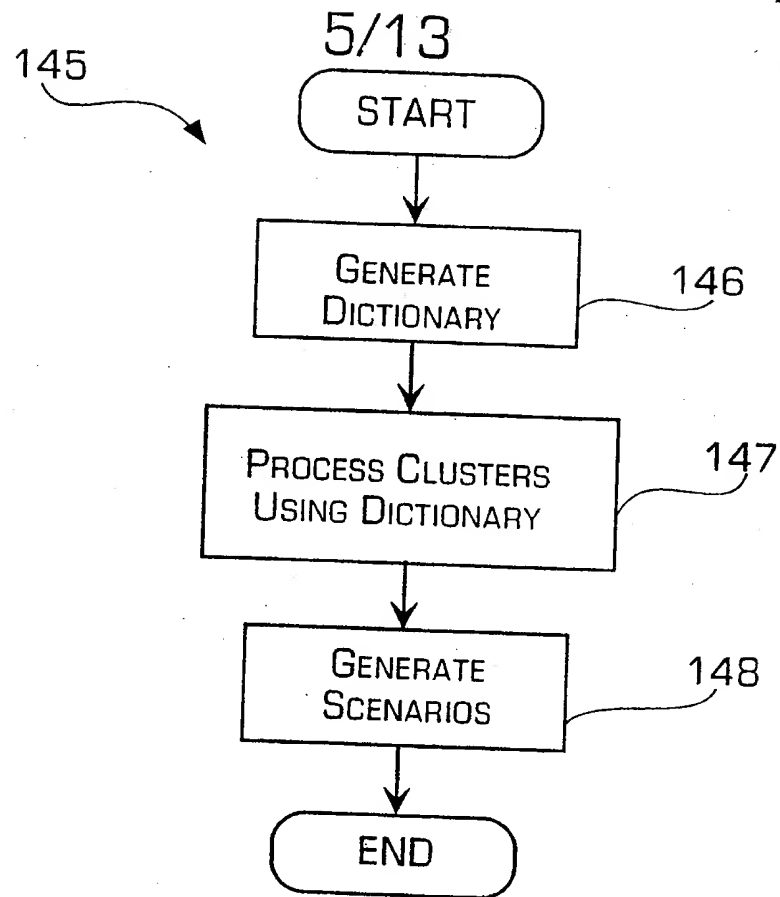 5/13
145
START
GENERATE
DICTIONARY
146
PROCESS CLUSTERS
USING DICTIONARY
147
GENERATE
SCENARIOS
148
END